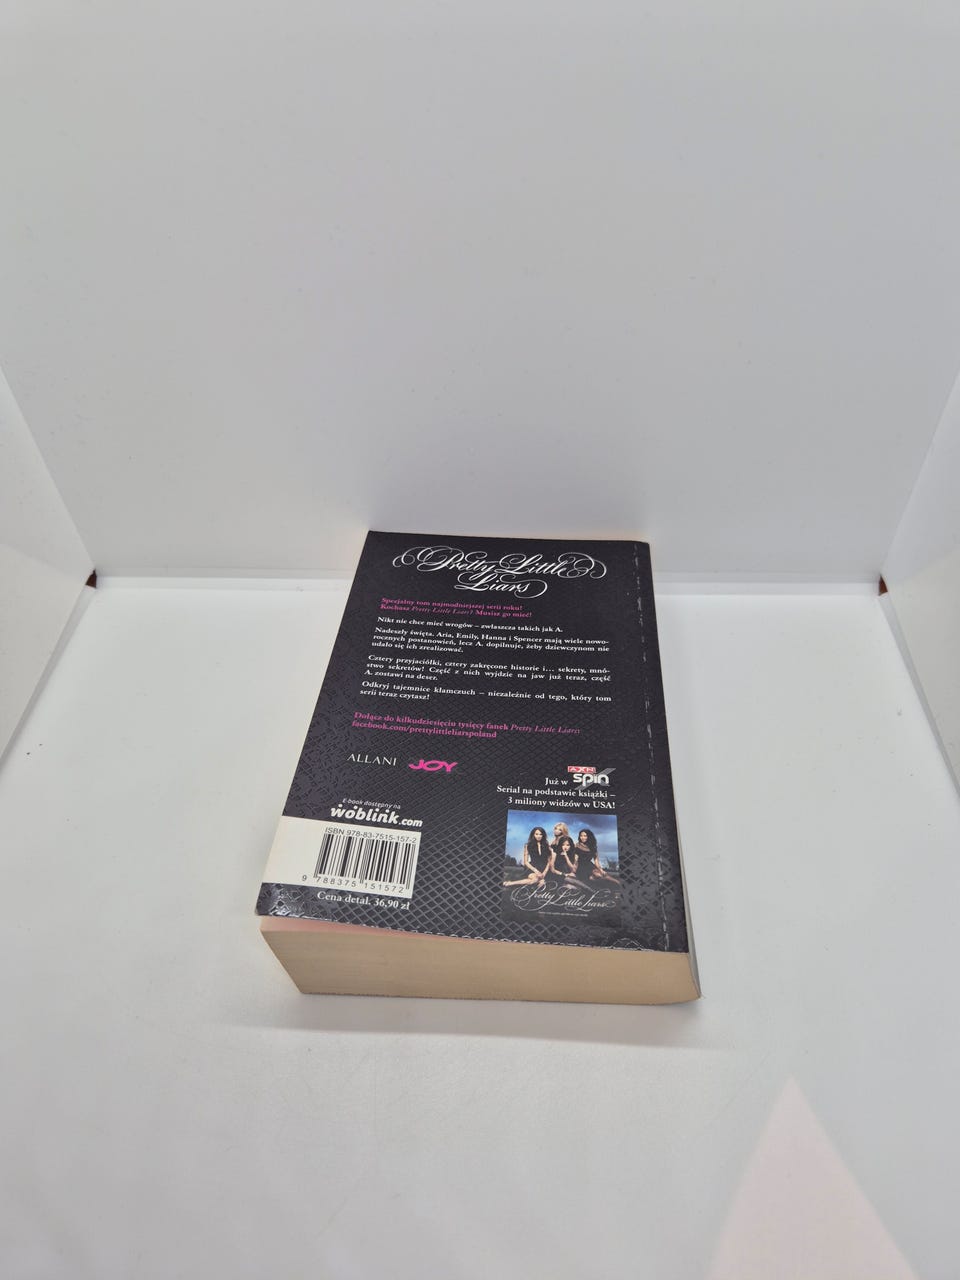 Pretty Little
Liars
Specjalny tom najmodniejszej serii roku!
Kochasz Pretty Little Liars? Musisz go mieć!
Nikt nie chce mieć wrogów – zwłaszcza takich jak A.
Nadeszły święta. Aria, Emily, Hanna i Spencer mają wiele nowo-
rocznych postanowień, lecz A. dopilnuje, żeby dziewczynom nie
udało się ich zrealizować.
Cztery przyjaciółki, cztery zakręcone historie i... sekrety, mnó-
stwo sekretów! Część z nich wyjdzie na jaw już teraz, część
A. zostawi na deser.
Odkryj tajemnice kłamczuch – niezależnie od tego, który tom
serii teraz czytasz!
Dołącz do kilkudziesięciu tysięcy fanek Pretty Little Liars
facebook.com/prettylittleliarspoland
ALLANI JOY
Już w AXN spin
Serial na podstawie książki –
3 miliony widzów w USA!
E-book dostępny na
woblink.com
ISBN 978-83-7515-157-2
9 788375 151572
Cena detal. 36,90 zł
Pretty Little Liars